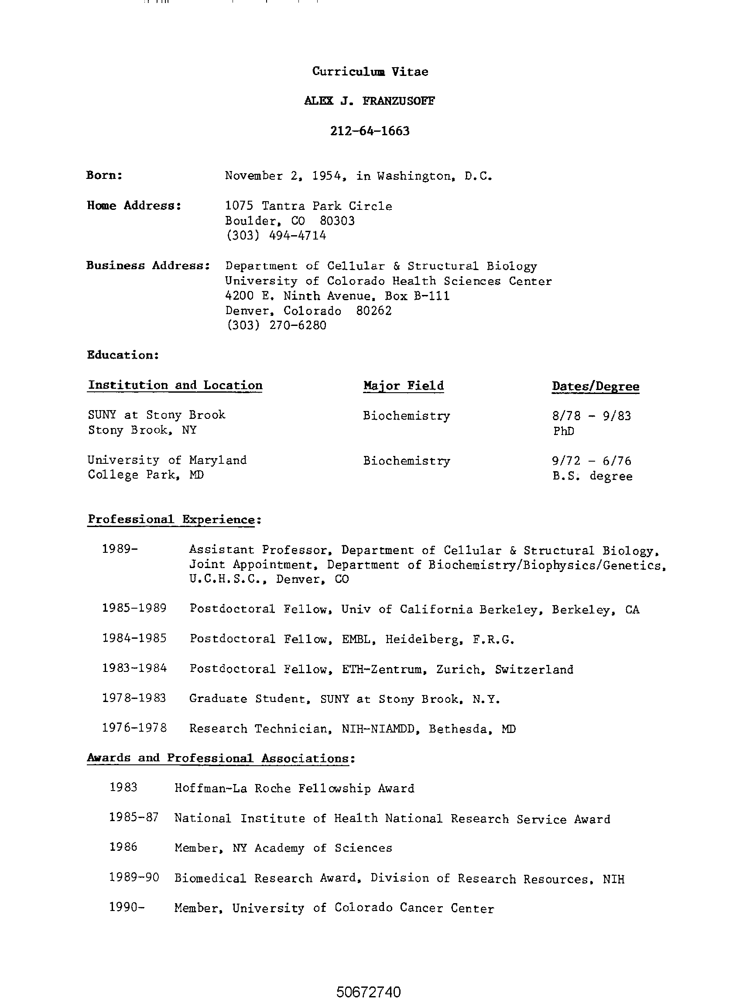 Curriculum Vitae
ALEX J. FRANZUSOFF
212-64-1663
Born: November 2, 1954, in Washington, D.C.
Home Address: 1075 Tantra Park Circle
Boulder, CO 80303
(303) 494-4714
Business Address: Department of Cellular & Structural Biology
University of Colorado Health Sciences Center
4200 E. Ninth Avenue, Box B-111
Denver, Colorado 80262
(303) 270-6280
Education:
Institution and Location Major Field Dates/Degree
SUNY at Stony Brook Biochemistry 8/78 - 9/83
Stony Brook, NY PhD
University of Maryland Biochemistry 9/72 - 6/76
College Park, MD B.S. degree
Professional Experience:
1989- Assistant Professor, Department of Cellular & Structural Biology,
Joint Appointment, Department of Biochemistry/Biophysics/Genetics,
U.C.H.S.C., Denver, CO
1985-1989 Postdoctoral Fellow, Univ of California Berkeley, Berkeley, CA
1984-1985 Postdoctoral Fellow, EMBL, Heidelberg, F.R.G.
1983-1984 Postdoctoral Fellow, ETH-Zentrum, Zurich, Switzerland
1978-1983 Graduate Student, SUNY at Stony Brook, N.Y.
1976-1978 Research Technician, NIH-NIAMDD, Bethesda, MD
Awards and Professional Associations:
1983 Hoffman-La Roche Fellowship Award
1985-87 National Institute of Health National Research Service Award
1986 Member, NY Academy of Sciences
1989-90 Biomedical Research Award, Division of Research Resources, NIH
1990- Member, University of Colorado Cancer Center
50672740